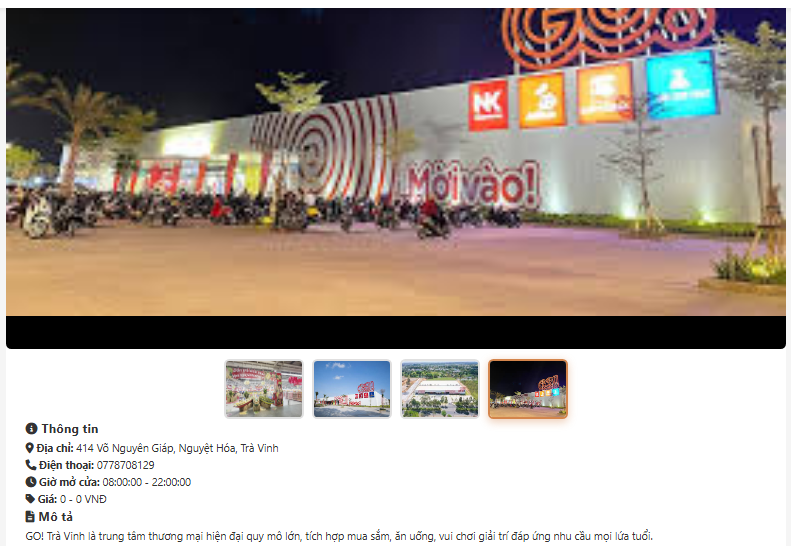 GO!
NK
Mời vào!
Thông tin
Địa chỉ: 414 Võ Nguyên Giáp, Nguyệt Hóa, Trà Vinh
Điện thoại: 0778708129
Giờ mở cửa: 08:00:00 - 22:00:00
Giá: 0 - 0 VNĐ
Mô tả
GO! Trà Vinh là trung tâm thương mại hiện đại quy mô lớn, tích hợp mua sắm, ăn uống, vui chơi giải trí đáp ứng nhu cầu mọi lứa tuổi.